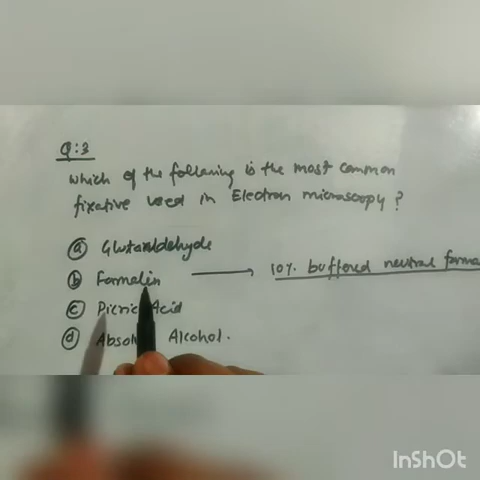 Q:3
Which of the following is the most common
fixative used in Electron microscopy?
(a) Glutaraldehyde
(b) Formalin → 10% buffered neutral forma
(c) Picric Acid
(d) Alcohol.
InShOt